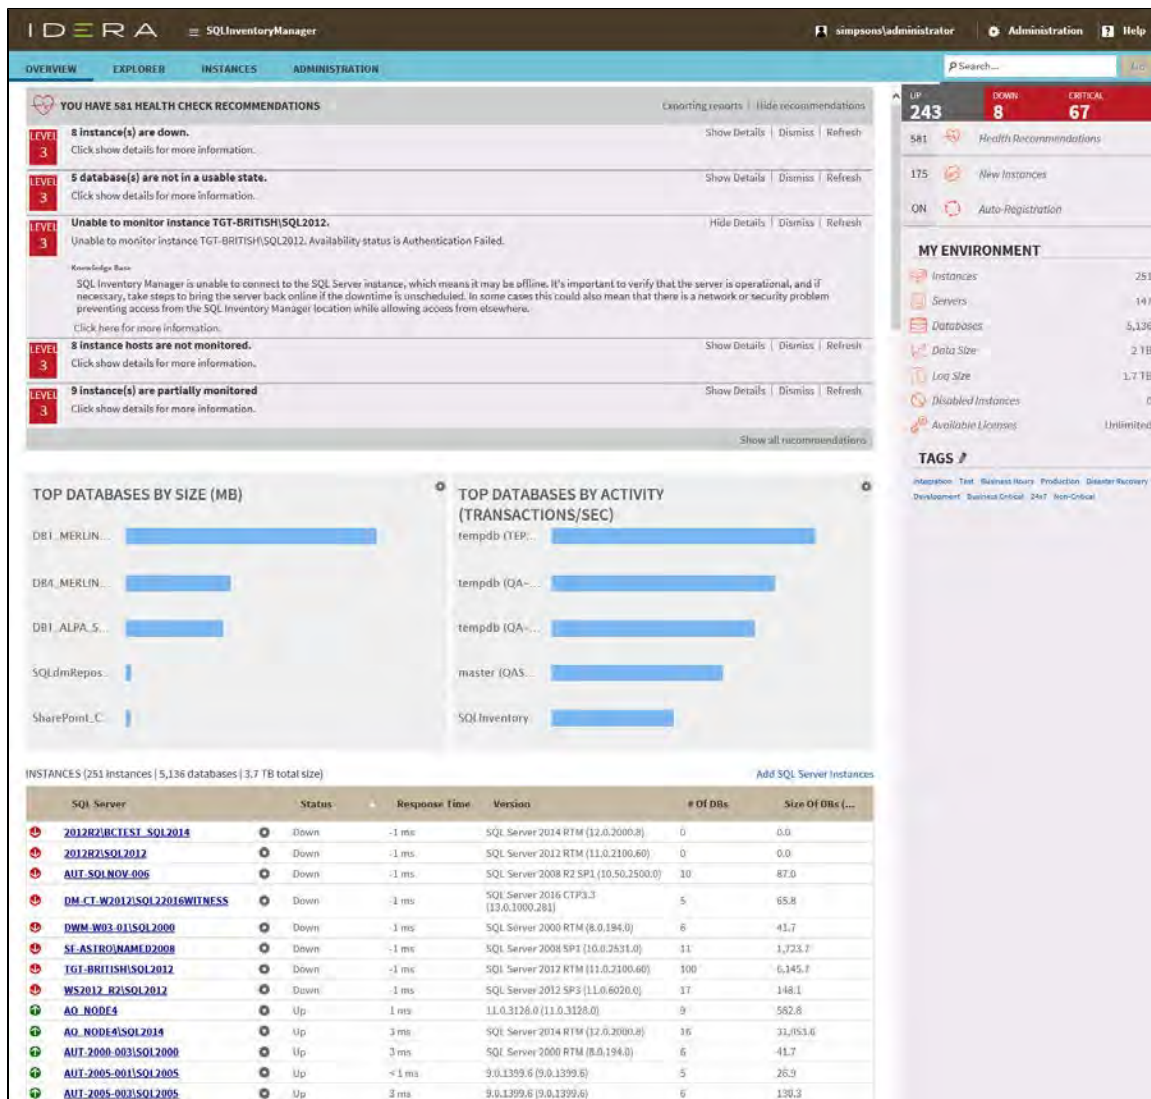 IDERA
SQLInventoryManager
simpsons\administrator
Administration
Help
OVERVIEW EXPLORER INSTANCES ADMINISTRATION
Search...
YOU HAVE 581 HEALTH CHECK RECOMMENDATIONS
Exporting reports | Hide recommendations
LEVEL 3
8 instance(s) are down.
Show Details | Dismiss | Refresh
Click show details for more information.
LEVEL 3
5 database(s) are not in a usable state.
Show Details | Dismiss | Refresh
Click show details for more information.
LEVEL 3
Unable to monitor instance TGT-BRITISH\SQL2012.
Hide Details | Dismiss | Refresh
Unable to monitor instance TGT-BRITISH\SQL2012. Availability status is Authentication Failed.
Knowledge Base
SQL Inventory Manager is unable to connect to the SQL Server instance, which means it may be offline. It's important to verify that the server is operational, and if
necessary, take steps to bring the server back online if the downtime is unscheduled. In some cases this could also mean that there is a network or security problem
preventing access from the SQL Inventory Manager location while allowing access from elsewhere.
Click here for more information.
LEVEL 3
8 instance hosts are not monitored.
Show Details | Dismiss | Refresh
Click show details for more information.
LEVEL 3
9 instance(s) are partially monitored
Show Details | Dismiss | Refresh
Click show details for more information.
Show all recommendations
UP 243
DOWN 8
CRITICAL 67
581 Health Recommendations
175 New Instances
ON Auto-Registration
MY ENVIRONMENT
Instances 251
Servers
Databases 5,136
Data Size 2 TB
Log Size 1.7 TB
Disabled Instances 0
Available Licenses Unlimited
TAGS
Integration Test Business Hours Production Disaster Recovery
Development Business Critical 24x7 Non-Critical
TOP DATABASES BY SIZE (MB)
DB1_MERLIN...
DB4_MERLIN...
DB1_ALPA_S...
SQLdmRepos...
SharePoint_C...
TOP DATABASES BY ACTIVITY
(TRANSACTIONS/SEC)
tempdb (TEP...
tempdb (QA-...
tempdb (QA-...
master (QAS...
SQLInventory...
INSTANCES (251 instances | 5,136 databases | 3.7 TB total size)
Add SQL Server Instances
SQL Server Status Response Time Version # Of DBs Size Of DBs (...
2012R2\BCTEST_SQL2014 Down -1 ms SQL Server 2014 RTM (12.0.2000.8) 0 0.0
2012R2\SQL2012 Down -1 ms SQL Server 2012 RTM (11.0.2100.60) 0 0.0
AUT-SQLNOV-006 Down -1 ms SQL Server 2008 R2 SP1 (10.50.2500.0) 10 87.0
DM-CT-W2012\SQL22016WITNESS Down -1 ms SQL Server 2016 CTP3.3 (13.0.1000.281) 5 65.8
DWM-W03-01\SQL2000 Down -1 ms SQL Server 2000 RTM (8.0.194.0) 6 41.7
SF-ASTRO\NAMED2008 Down -1 ms SQL Server 2008 SP1 (10.0.2531.0) 11 1,723.7
TGT-BRITISH\SQL2012 Down -1 ms SQL Server 2012 RTM (11.0.2100.60) 100 6,145.7
WS2012_R2\SQL2012 Down -1 ms SQL Server 2012 SP3 (11.0.6020.0) 17 148.1
AO_NODE4 Up 1 ms 11.0.3128.0 (11.0.3128.0) 9 582.8
AO_NODE4\SQL2014 Up 3 ms SQL Server 2014 RTM (12.0.2000.8) 16 31,053.6
AUT-2000-003\SQL2000 Up 3 ms SQL Server 2000 RTM (8.0.194.0) 6 41.7
AUT-2005-001\SQL2005 Up < 1 ms 9.0.1399.6 (9.0.1399.6) 5 26.9
AUT-2005-003\SQL2005 Up 3 ms 9.0.1399.6 (9.0.1399.6) 6 138.3